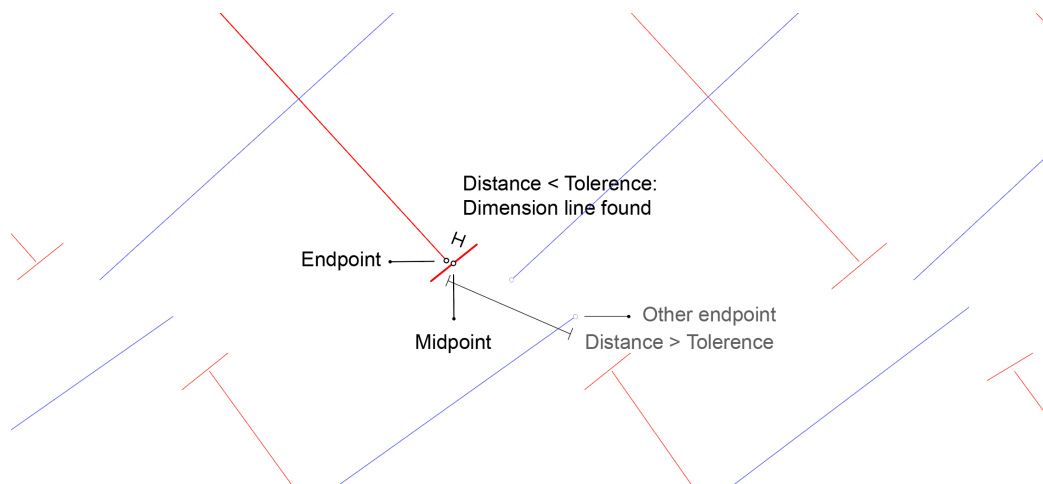 Distance < Tolerence:
Dimension line found
Endpoint
Midpoint
Other endpoint
Distance > Tolerence